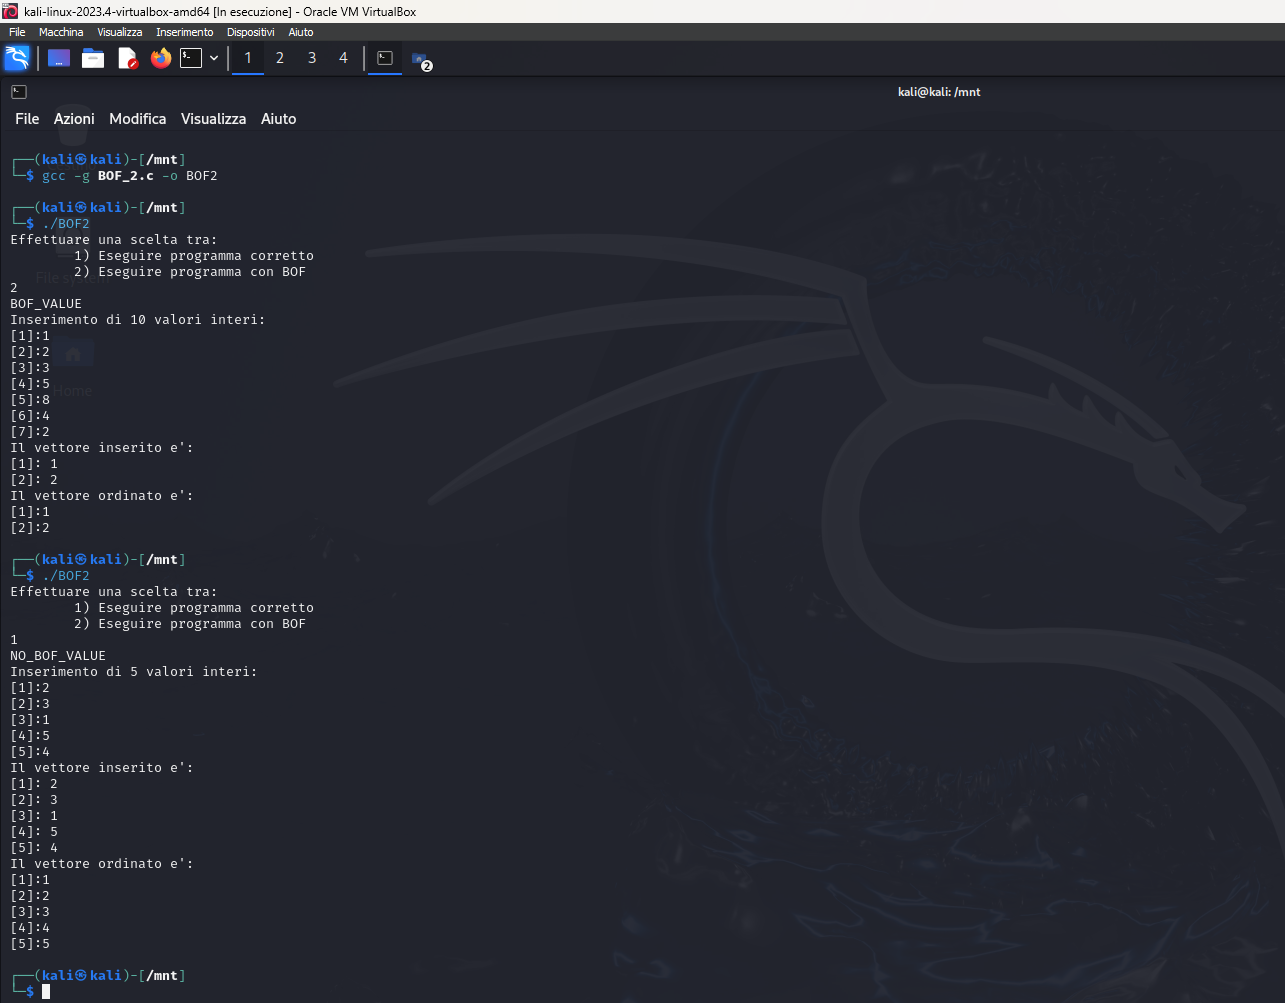 kali-linux-2023.4-virtualbox-amd64 [In esecuzione] - Oracle VM VirtualBox
File Macchina Visualizza Inserimento Dispositivi Aiuto
1 2 3 4 2
kali@kali: /mnt
File Azioni Modifica Visualizza Aiuto
┌──(kali㉿kali)-[/mnt]
└─$ gcc -g BOF_2.c -o BOF2
┌──(kali㉿kali)-[/mnt]
└─$ ./BOF2
Effettuare una scelta tra:
1) Eseguire programma corretto
2) Eseguire programma con BOF
File system
2
BOF_VALUE
Inserimento di 10 valori interi:
[1]:1
[2]:2
[3]:3
[4]:5
Home
[5]:8
[6]:4
[7]:2
Il vettore inserito e':
[1]: 1
[2]: 2
Il vettore ordinato e':
[1]:1
[2]:2
┌──(kali㉿kali)-[/mnt]
└─$ ./BOF2
Effettuare una scelta tra:
1) Eseguire programma corretto
2) Eseguire programma con BOF
1
NO_BOF_VALUE
Inserimento di 5 valori interi:
[1]:2
[2]:3
[3]:1
[4]:5
[5]:4
Il vettore inserito e':
[1]: 2
[2]: 3
[3]: 1
[4]: 5
[5]: 4
Il vettore ordinato e':
[1]:1
[2]:2
[3]:3
[4]:4
[5]:5
┌──(kali㉿kali)-[/mnt]
└─$